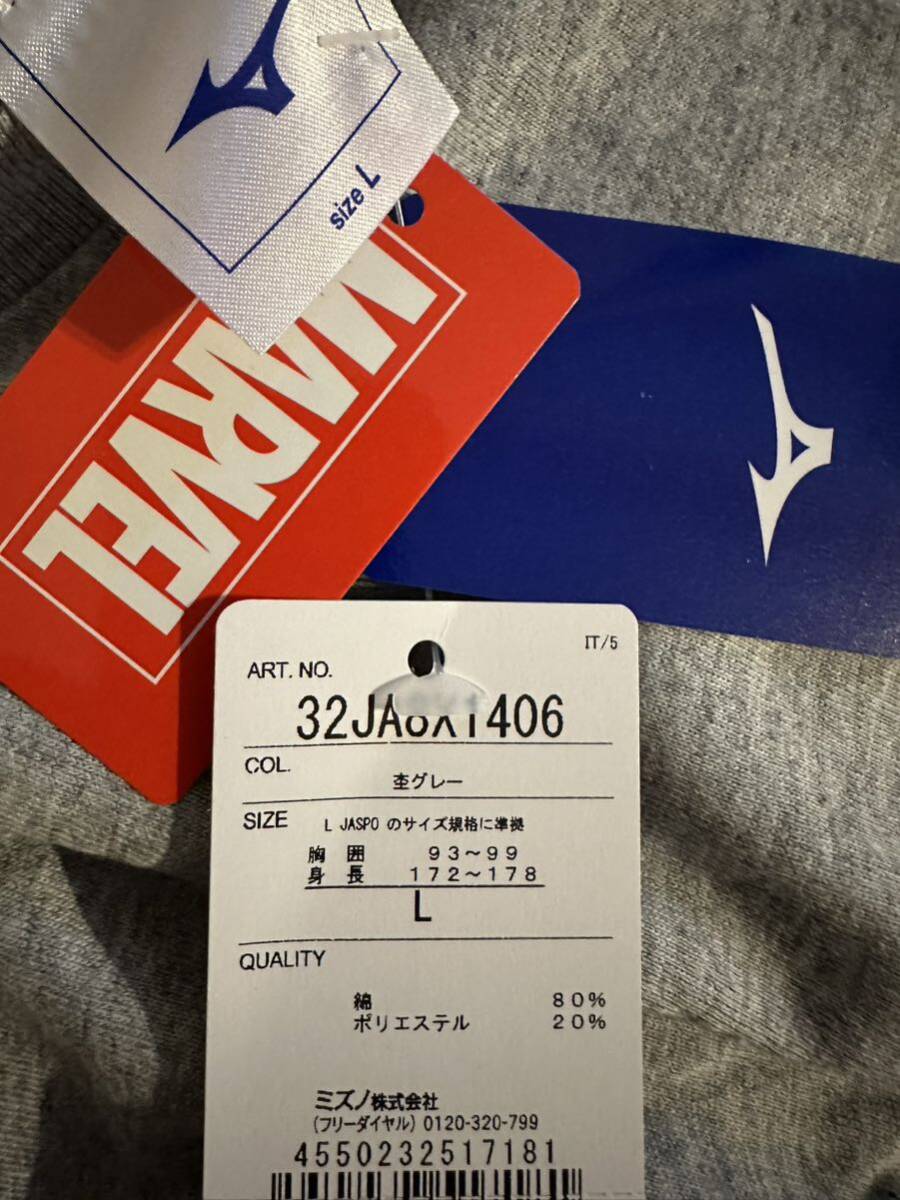 size L
MARVEL
IT/5
ART. NO.
32JA8X1406
COL.
杢グレー
SIZE
L JASPO のサイズ規格に準拠
胸囲 93～99
身長 172～178
L
QUALITY
綿 80%
ポリエステル 20%
ミズノ株式会社
(フリーダイヤル) 0120-320-799
4550232517181